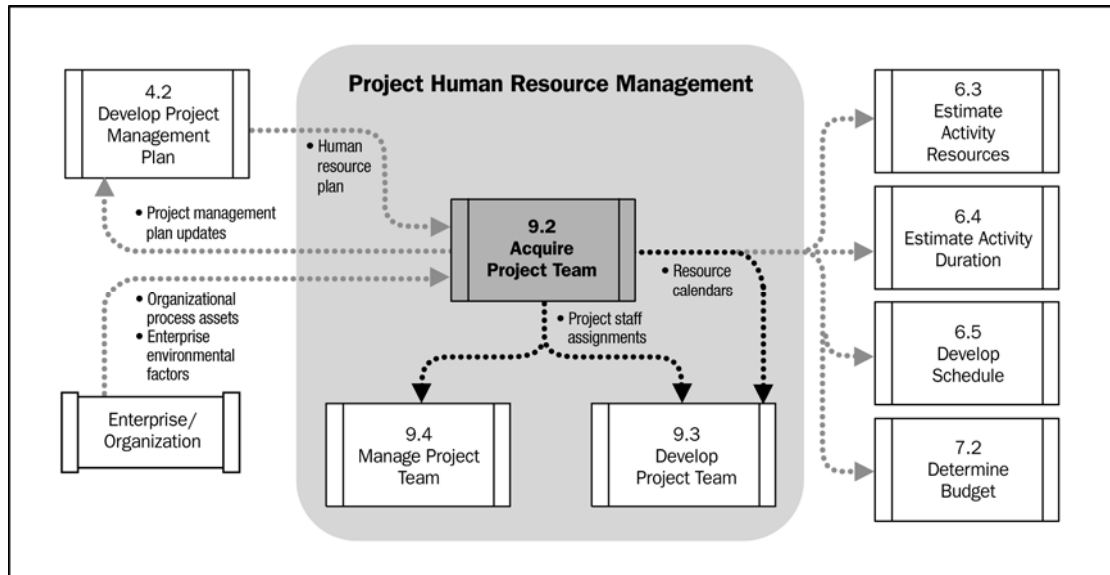 Project Human Resource Management
4.2
Develop Project
Management
Plan
• Human
resource
plan
• Project management
plan updates
9.2
Acquire
Project Team
• Organizational
process assets
• Enterprise
environmental
factors
• Resource
calendars
• Project staff
assignments
Enterprise/
Organization
9.4
Manage Project
Team
9.3
Develop
Project Team
6.3
Estimate
Activity
Resources
6.4
Estimate Activity
Duration
6.5
Develop
Schedule
7.2
Determine
Budget